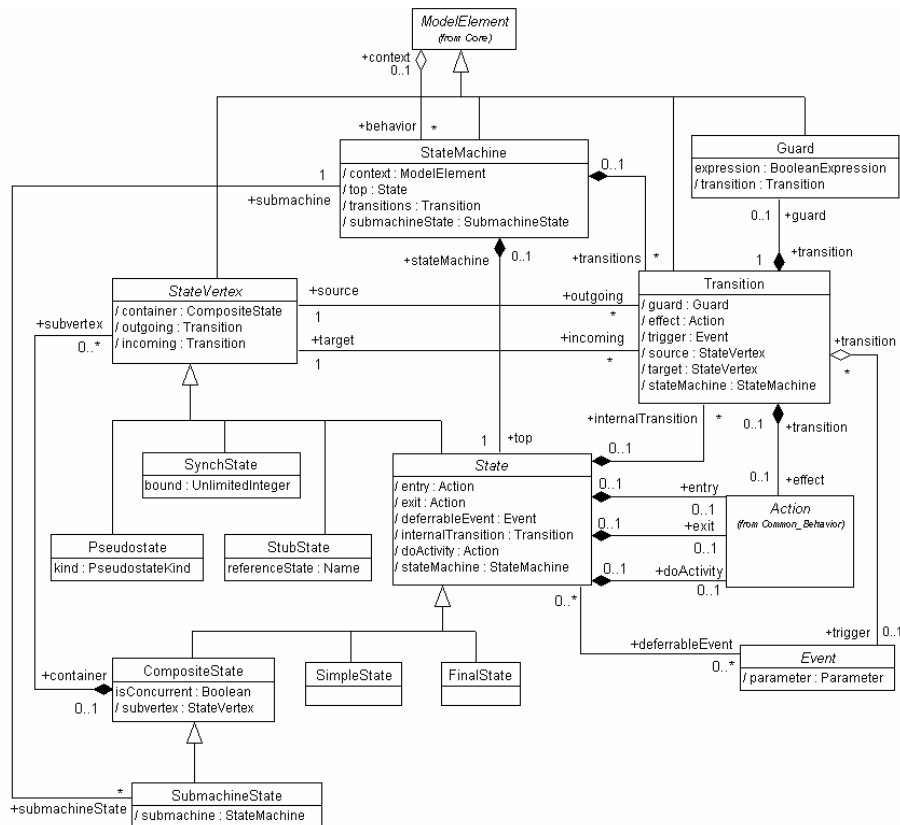 ModelElement
(from Core)
+context
0..1
+behavior
*
StateMachine
/ context : ModelElement
/ top : State
/ transitions : Transition
/ submachineState : SubmachineState
1
+submachine
0..1
Guard
expression : BooleanExpression
/ transition : Transition
0..1
+guard
+stateMachine
0..1
+transitions
*
1
+transition
StateVertex
/ container : CompositeState
/ outgoing : Transition
/ incoming : Transition
+source
1
+outgoing
*
+target
1
+incoming
*
Transition
/ guard : Guard
/ effect : Action
/ trigger : Event
/ source : StateVertex
/ target : StateVertex
/ stateMachine : StateMachine
+subvertex
0..*
+transition
*
+internalTransition
*
0..1
+transition
1
+top
SynchState
bound : UnlimitedInteger
State
/ entry : Action
/ exit : Action
/ deferrableEvent : Event
/ internalTransition : Transition
/ doActivity : Action
/ stateMachine : StateMachine
0..1
0..1
+effect
0..1
+entry
0..1
0..1
+exit
0..1
0..1
+doActivity
0..1
Action
(from Common_Behavior)
Pseudostate
kind : PseudostateKind
StubState
referenceState : Name
0..*
+deferrableEvent
0..*
+trigger
0..1
Event
/ parameter : Parameter
+container
0..1
CompositeState
isConcurrent : Boolean
/ subvertex : StateVertex
SimpleState
FinalState
*
+submachineState
SubmachineState
/ submachine : StateMachine